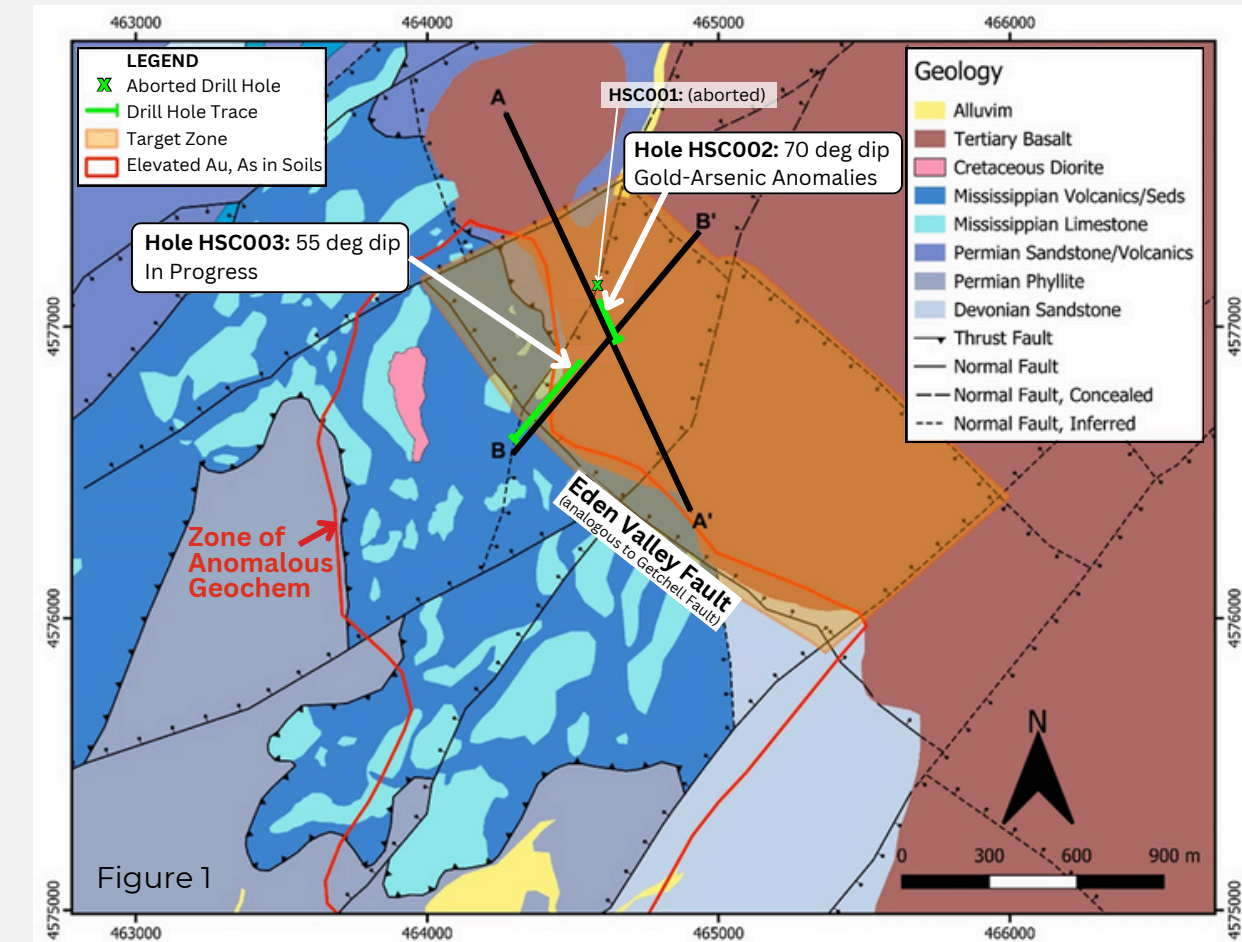 463000
464000
465000
466000
LEGEND
Aborted Drill Hole
Drill Hole Trace
Target Zone
Elevated Au, As in Soils
A
HSC001: (aborted)
Hole HSC002: 70 deg dip
Gold-Arsenic Anomalies
Geology
Alluvim
Tertiary Basalt
Cretaceous Diorite
Mississippian Volcanics/Seds
Mississippian Limestone
Permian Sandstone/Volcanics
Permian Phyllite
Devonian Sandstone
Thrust Fault
Normal Fault
Normal Fault, Concealed
Normal Fault, Inferred
B'
Hole HSC003: 55 deg dip
In Progress
4577000
4577000
B
A'
Eden Valley Fault
(analogous to Getchell Fault)
Zone of
Anomalous
Geochem
4576000
4576000
N
0
300
600
900 m
Figure 1
4575000
4575000
463000
464000
465000
466000